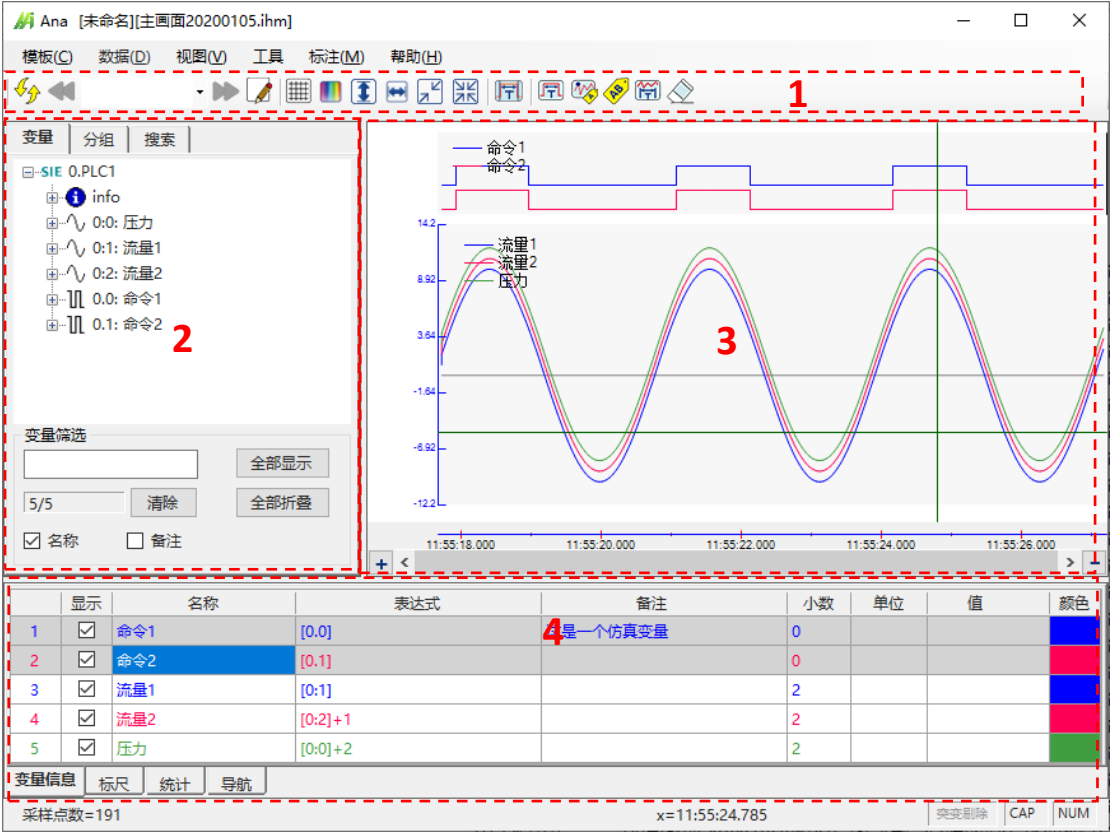 Ana [未命名][主画面20200105.ihm]
模板(C) 数据(D) 视图(V) 工具 标注(M) 帮助(H)
1
变量 分组 搜索
SIE 0.PLC1
info
0:0: 压力
0:1: 流量1
0:2: 流量2
0.0: 命令1
0.1: 命令2
2
变量筛选
全部显示
5/5 清除 全部折叠
名称 备注
命令1
命令2
14.2
流量1
流量2
8.92
压力
3.64
3
-1.64
-6.92
-12.2
11:55:18.000 11:55:20.000 11:55:22.000 11:55:24.000 11:55:26.000
显示 名称 表达式 备注 小数 单位 值 颜色
1 命令1 [0.0] 这是一个仿真变量 0
4
2 命令2 [0.1] 0
3 流量1 [0:1] 2
4 流量2 [0:2]+1 2
5 压力 [0:0]+2 2
变量信息 标尺 统计 导航
采样点数=191 x=11:55:24.785 突变剔除 CAP NUM